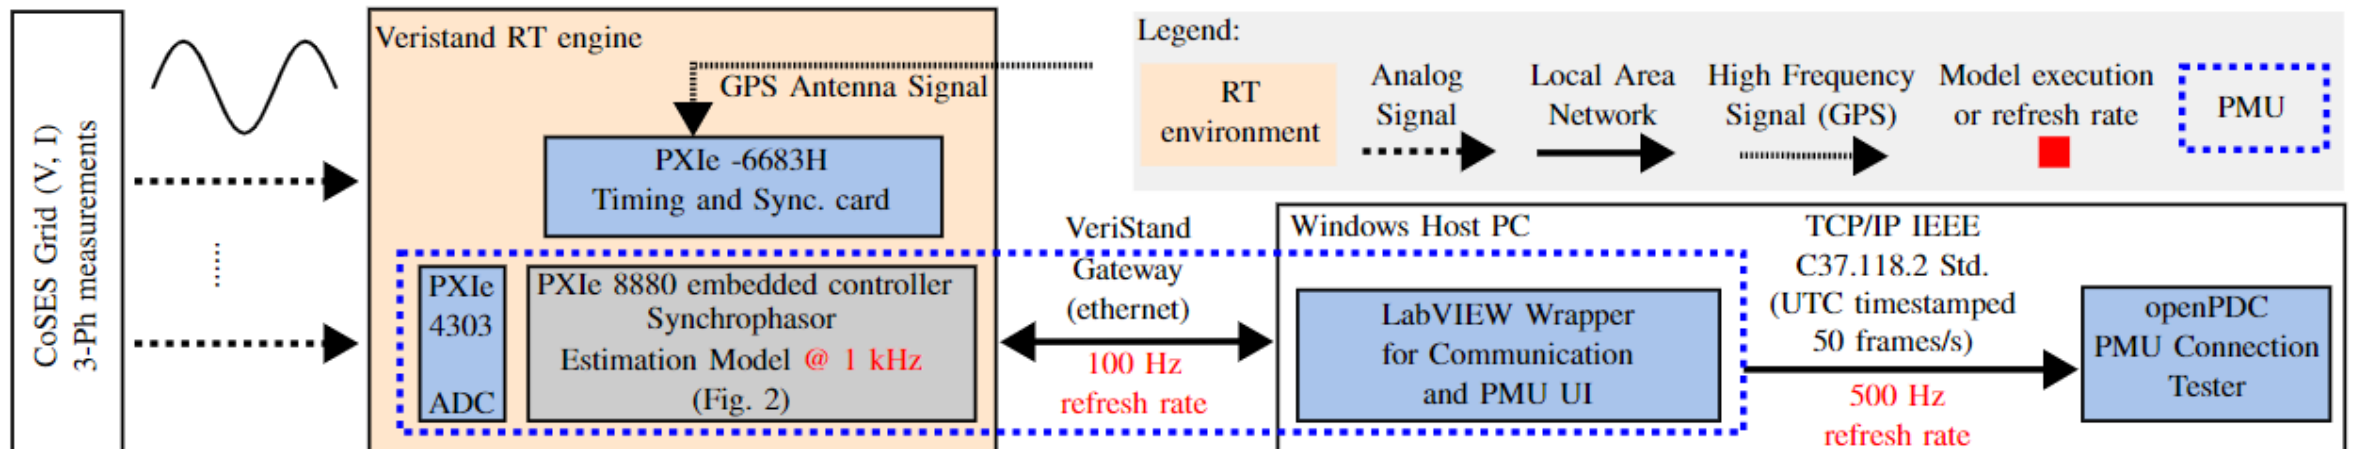 CoSES Grid (V, I)
3-Ph measurements
Veristand RT engine
GPS Antenna Signal
PXIe -6683H
Timing and Sync. card
PXIe
4303
ADC
PXIe 8880 embedded controller
Synchrophasor
Estimation Model @ 1 kHz
(Fig. 2)
VeriStand
Gateway
(ethernet)
100 Hz
refresh rate
Legend:
RT
environment
Analog
Signal
Local Area
Network
High Frequency
Signal (GPS)
Model execution
or refresh rate
PMU
Windows Host PC
LabVIEW Wrapper
for Communication
and PMU UI
TCP/IP IEEE
C37.118.2 Std.
(UTC timestamped
50 frames/s)
500 Hz
refresh rate
openPDC
PMU Connection
Tester